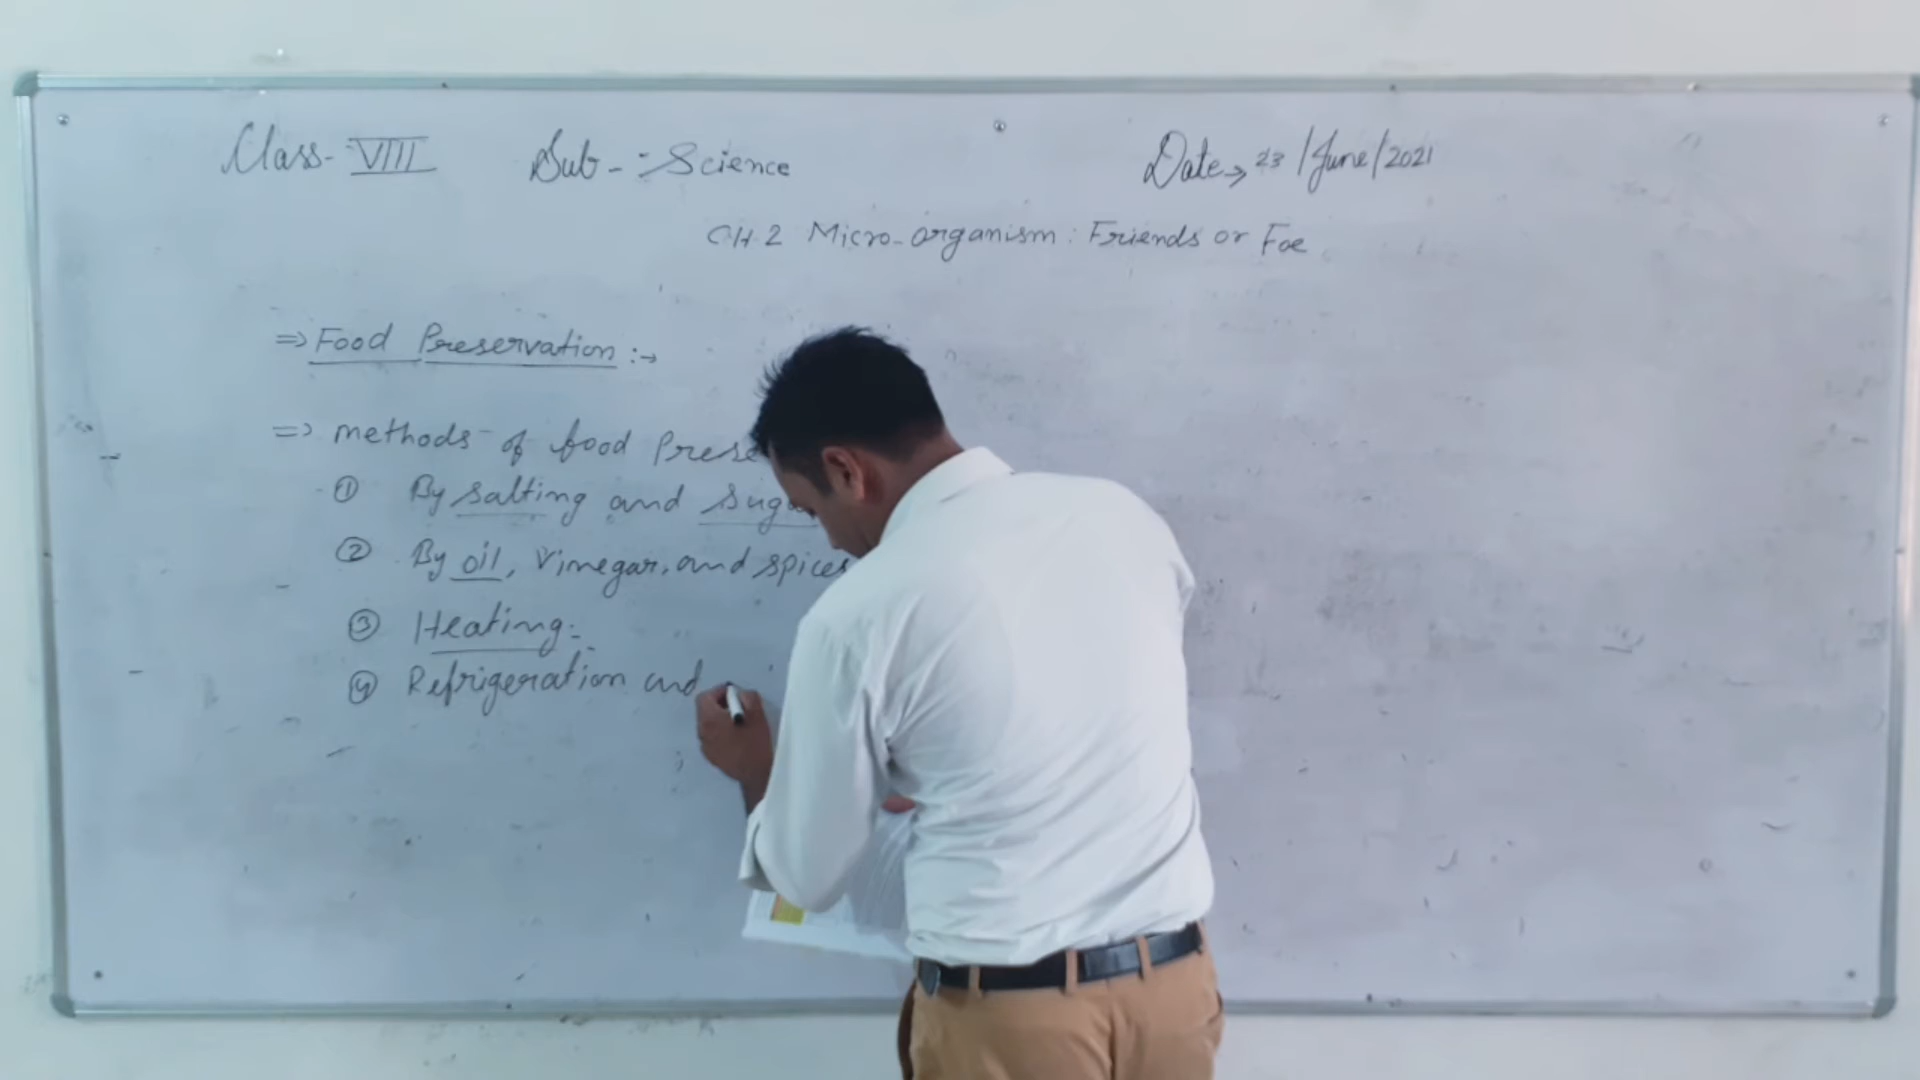 Class- VIII Sub-:- Science Date→ 23/June/2021
CH.2 Micro-organism: Friends or Foe
⇒ Food Preservation :→
⇒ methods of food Prese
① By salting and suga
② By oil, Vinegar, and spices
③ Heating:-
④ Refrigeration and